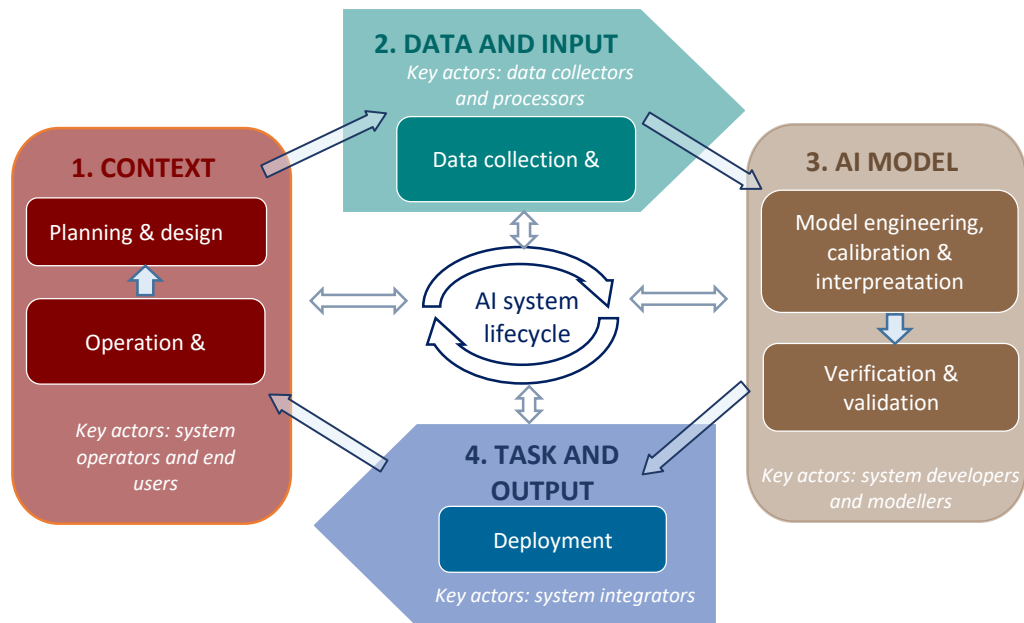 1. CONTEXT
Planning & design
Operation &
Key actors: system
operators and end
users
2. DATA AND INPUT
Key actors: data collectors
and processors
Data collection &
3. AI MODEL
Model engineering,
calibration &
interpreatation
Verification &
validation
Key actors: system developers
and modellers
AI system
lifecycle
4. TASK AND
OUTPUT
Deployment
Key actors: system integrators